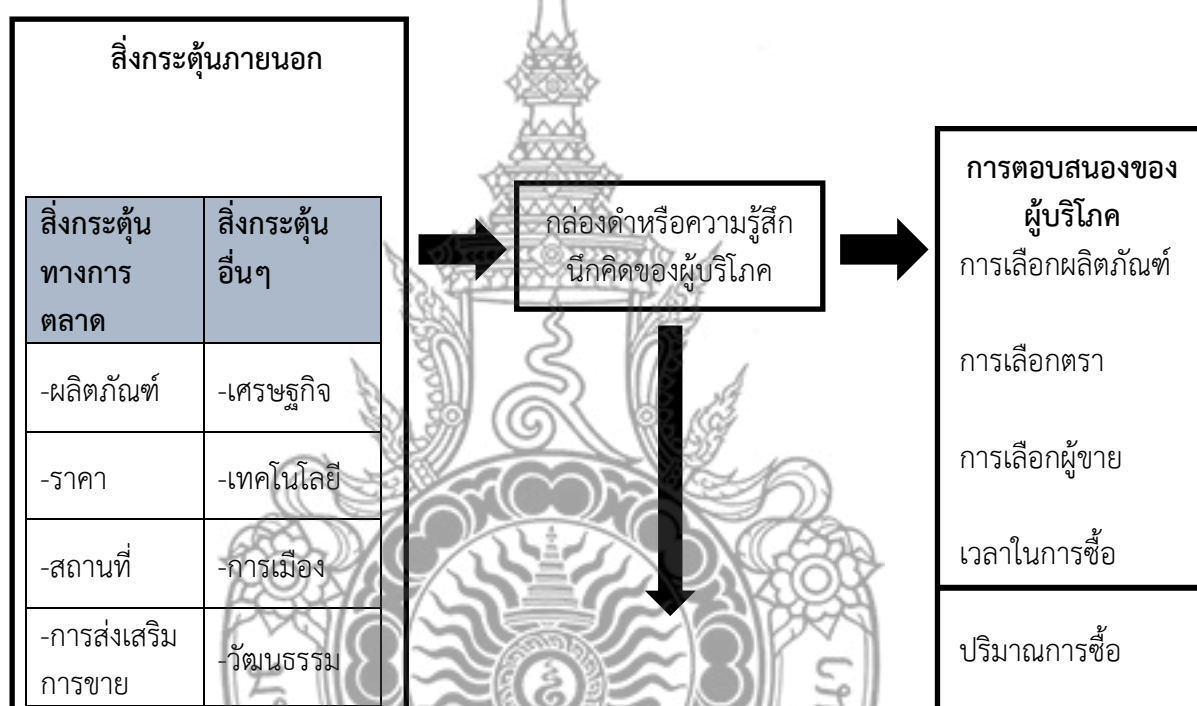 สิ่งกระตุ้นภายนอก
สิ่งกระตุ้น
ทางการ
ตลาด
สิ่งกระตุ้น
อื่นๆ
-ผลิตภัณฑ์
-เศรษฐกิจ
-ราคา
-เทคโนโลยี
-สถานที่
-การเมือง
-การส่งเสริม
การขาย
-วัฒนธรรม
กล่องดำหรือความรู้สึก
นึกคิดของผู้บริโภค
การตอบสนองของ
ผู้บริโภค
การเลือกผลิตภัณฑ์
การเลือกตรา
การเลือกผู้ขาย
เวลาในการซื้อ
ปริมาณการซื้อ